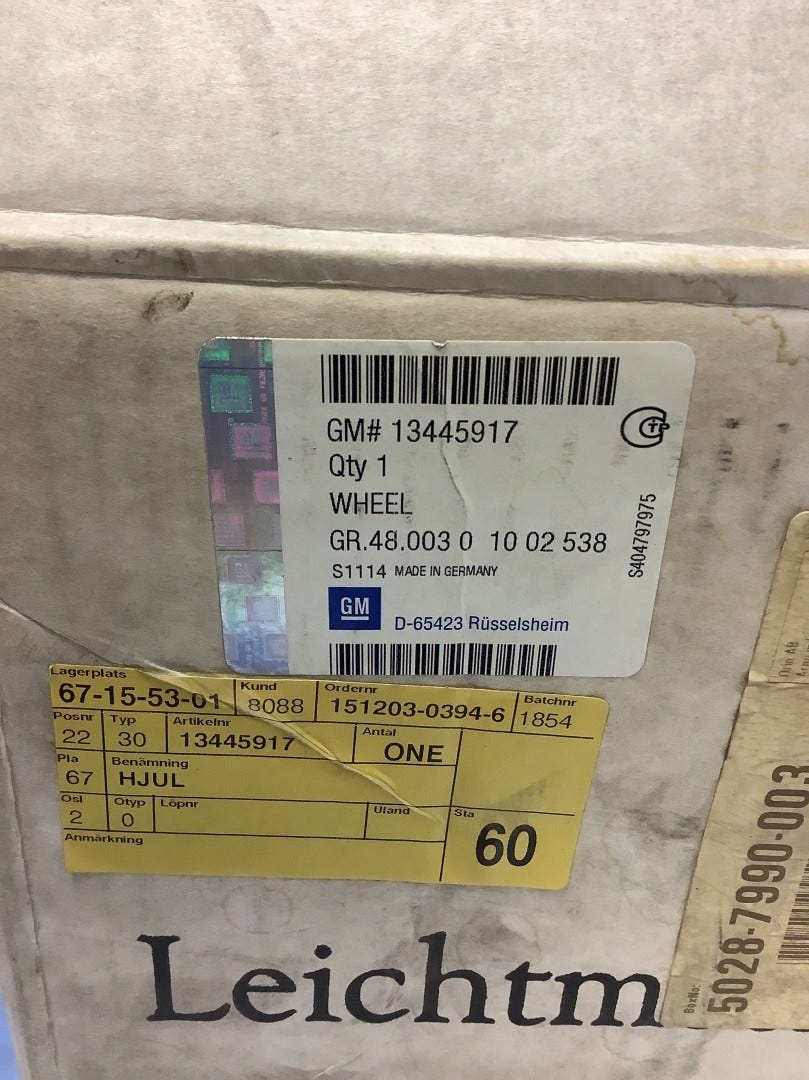 GM# 13445917
Qty 1
WHEEL
GR.48.003 0 10 02 538
S1114 MADE IN GERMANY
GM
D-65423 Rüsselsheim
S404797975
Lagerplats Kund Ordernr Batchnr
67-15-53-01 8088 151203-0394-6 1854
Posnr Typ Artikelnr Antal
22 30 13445917 ONE
Pla Benämning
67 HJUL
Osl Otyp Löpnr Uland Sta
2 0 60
Anmärkning
Leichtm
BoxNo:
5028-7990-003